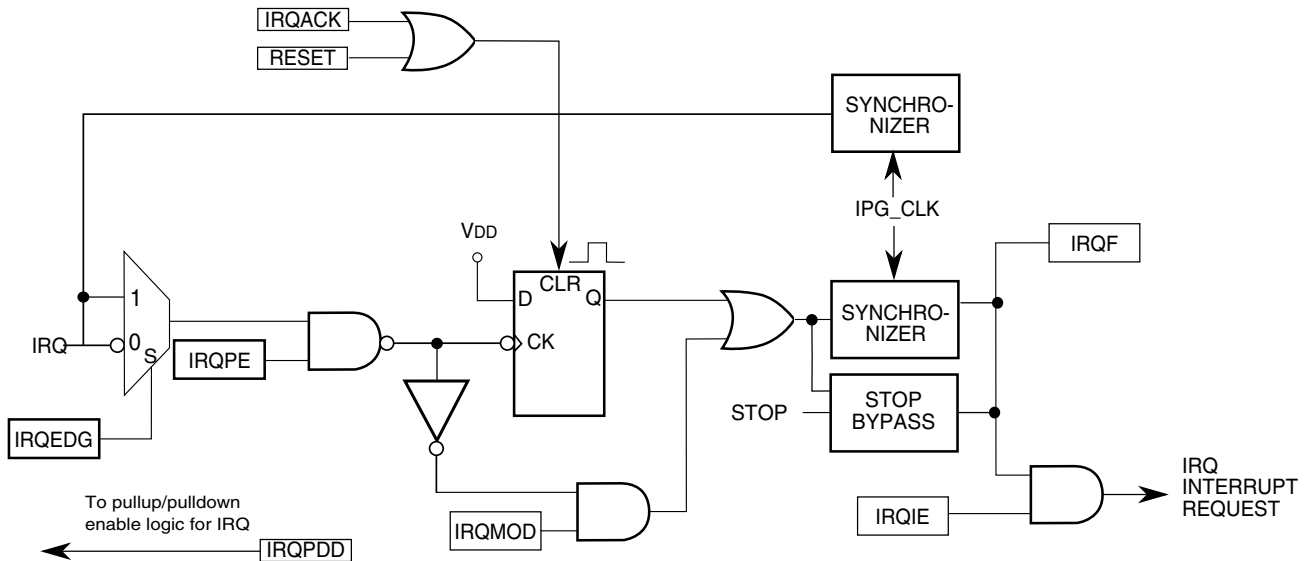 IRQACK
RESET
SYNCHRO-
NIZER
IPG_CLK
VDD
IRQF
CLR
D
Q
CK
1
0
S
IRQ
IRQPE
SYNCHRO-
NIZER
STOP
STOP
BYPASS
IRQEDG
To pullup/pulldown
enable logic for IRQ
IRQPDD
IRQMOD
IRQIE
IRQ
INTERRUPT
REQUEST